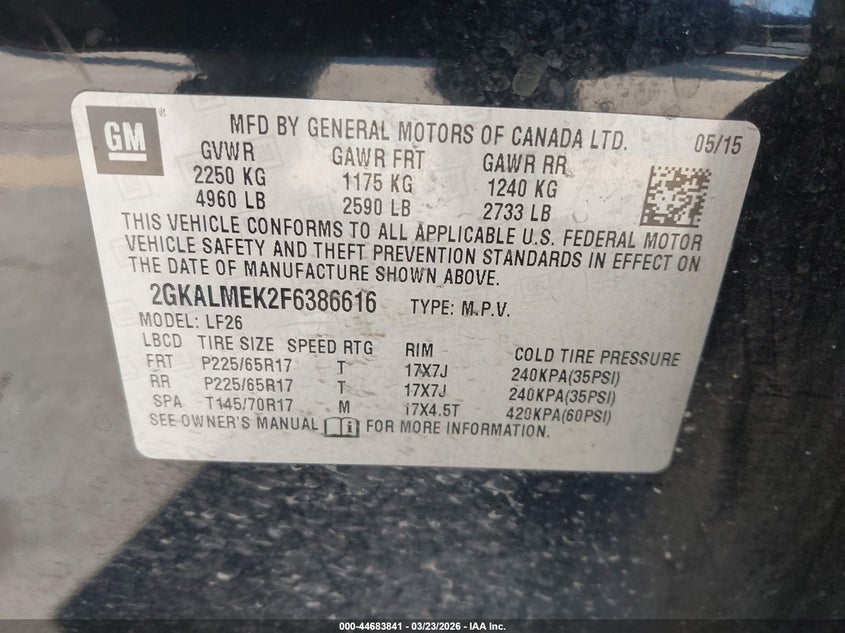 GM ®
MFD BY GENERAL MOTORS OF CANADA LTD. 05/15
GVWR GAWR FRT GAWR RR
2250 KG 1175 KG 1240 KG
4960 LB 2590 LB 2733 LB
THIS VEHICLE CONFORMS TO ALL APPLICABLE U.S. FEDERAL MOTOR
VEHICLE SAFETY AND THEFT PREVENTION STANDARDS IN EFFECT ON
THE DATE OF MANUFACTURE SHOWN ABOVE.
2GKALMEK2F6386616 TYPE: M.P.V.
MODEL: LF26
LBCD TIRE SIZE SPEED RTG RIM COLD TIRE PRESSURE
FRT P225/65R17 T 17X7J 240KPA(35PSI)
RR P225/65R17 T 17X7J 240KPA(35PSI)
SPA T145/70R17 M 17X4.5T 420KPA(60PSI)
SEE OWNER'S MANUAL FOR MORE INFORMATION.
000-44683841 - 03/23/2026 - IAA Inc.